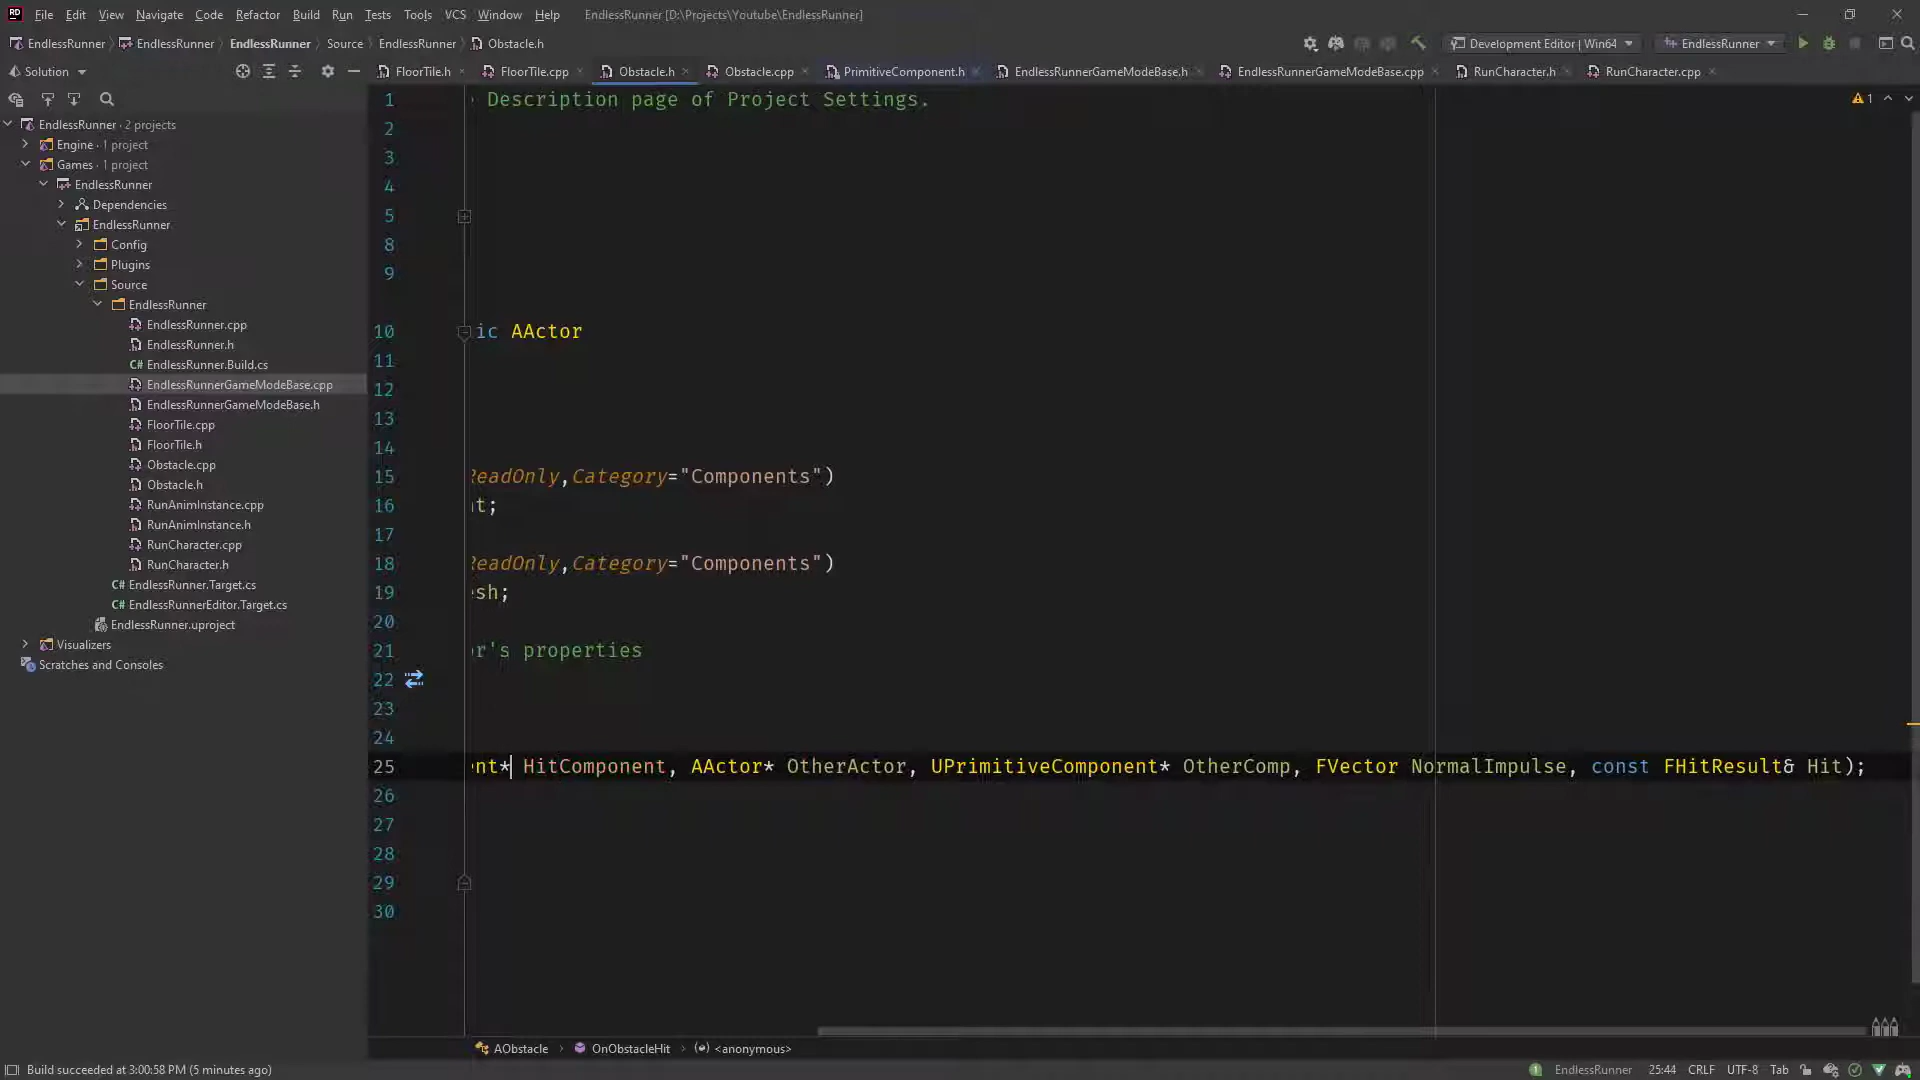 RD File Edit View Navigate Code Refactor Build Run Tests Tools VCS Window Help EndlessRunner [D:\Projects\Youtube\EndlessRunner]
EndlessRunner EndlessRunner EndlessRunner Source EndlessRunner Obstacle.h Development Editor | Win64 EndlessRunner
Solution FloorTile.h FloorTile.cpp Obstacle.h Obstacle.cpp PrimitiveComponent.h EndlessRunnerGameModeBase.h EndlessRunnerGameModeBase.cpp RunCharacter.h RunCharacter.cpp
EndlessRunner · 2 projects
Engine · 1 project
Games · 1 project
EndlessRunner
Dependencies
EndlessRunner
Config
Plugins
Source
EndlessRunner
EndlessRunner.cpp
EndlessRunner.h
C# EndlessRunner.Build.cs
EndlessRunnerGameModeBase.cpp
EndlessRunnerGameModeBase.h
FloorTile.cpp
FloorTile.h
Obstacle.cpp
Obstacle.h
RunAnimInstance.cpp
RunAnimInstance.h
RunCharacter.cpp
RunCharacter.h
C# EndlessRunner.Target.cs
C# EndlessRunnerEditor.Target.cs
EndlessRunner.uproject
Visualizers
Scratches and Consoles
1 Description page of Project Settings.
1
2
3
4
5
8
9
10 ic AActor
11
12
13
14
15 ReadOnly,Category="Components")
16 t;
17
18 ReadOnly,Category="Components")
19 sh;
20
21 r's properties
22
23
24
25 nt* HitComponent, AActor* OtherActor, UPrimitiveComponent* OtherComp, FVector NormalImpulse, const FHitResult& Hit);
26
27
28
29
30
AObstacle OnObstacleHit <anonymous>
Build succeeded at 3:00:58 PM (5 minutes ago) 1 EndlessRunner 25:44 CRLF UTF-8 Tab